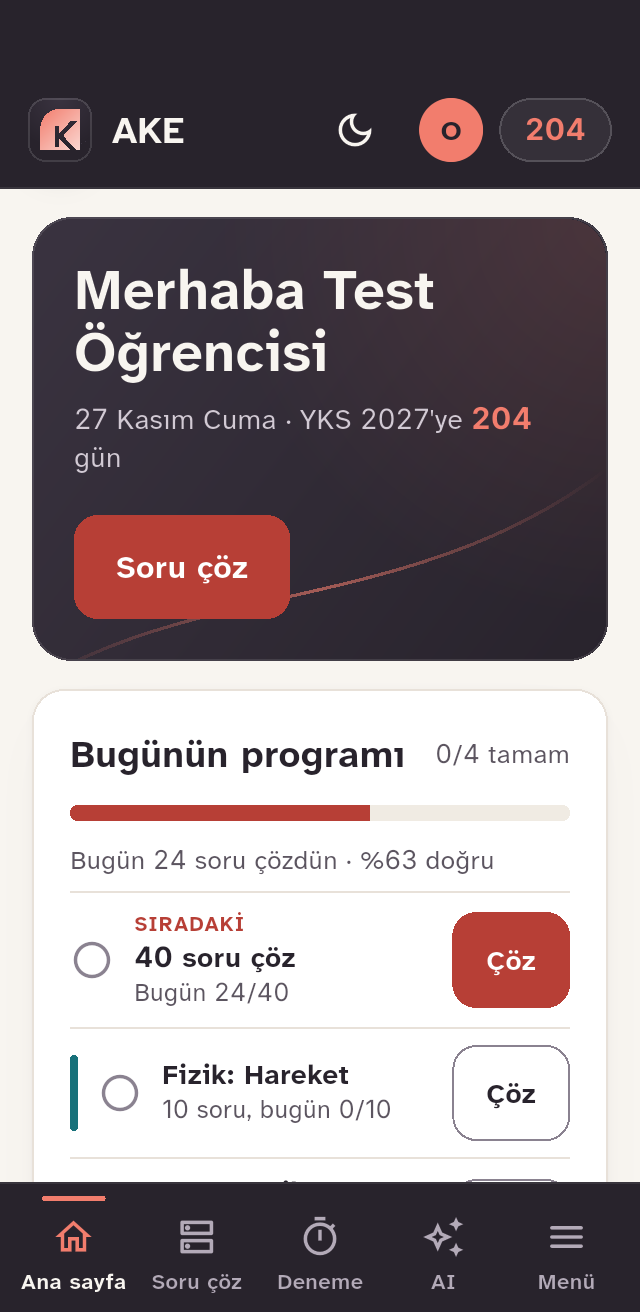 K
AKE
O
204
Merhaba Test
Öğrencisi
27 Kasım Cuma · YKS 2027'ye 204
gün
Soru çöz
Bugünün programı
0/4 tamam
Bugün 24 soru çözdün · %63 doğru
SIRADAKİ
40 soru çöz
Bugün 24/40
Çöz
Fizik: Hareket
10 soru, bugün 0/10
Çöz
Ana sayfa
Soru çöz
Deneme
AI
Menü